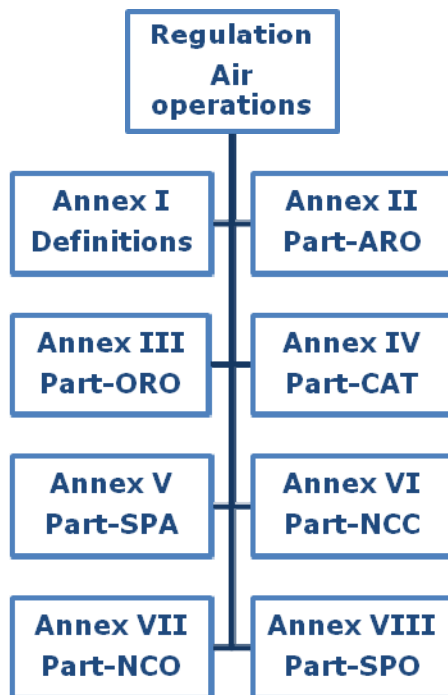 Regulation
Air
operations
Annex I
Definitions
Annex II
Part-ARO
Annex III
Part-ORO
Annex IV
Part-CAT
Annex V
Part-SPA
Annex VI
Part-NCC
Annex VII
Part-NCO
Annex VIII
Part-SPO